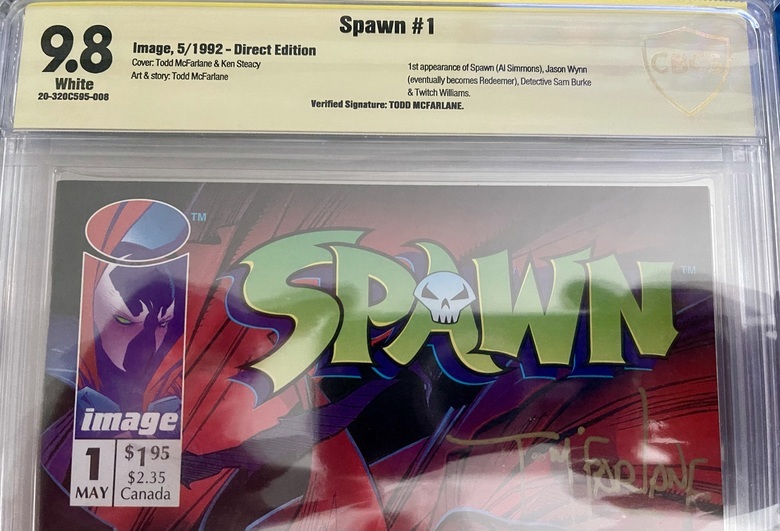 Spawn #1
9.8
White
20-320C595-008
Image, 5/1992 - Direct Edition
Cover: Todd McFarlane & Ken Steacy
Art & story: Todd McFarlane
1st appearance of Spawn (Al Simmons), Jason Wynn
(eventually becomes Redeemer), Detective Sam Burke
& Twitch Williams.
Verified Signature: TODD MCFARLANE.
CBCS
TM
SPAWN
TM
image
1
MAY
$1.95
$2.35
Canada
Todd McFarlane